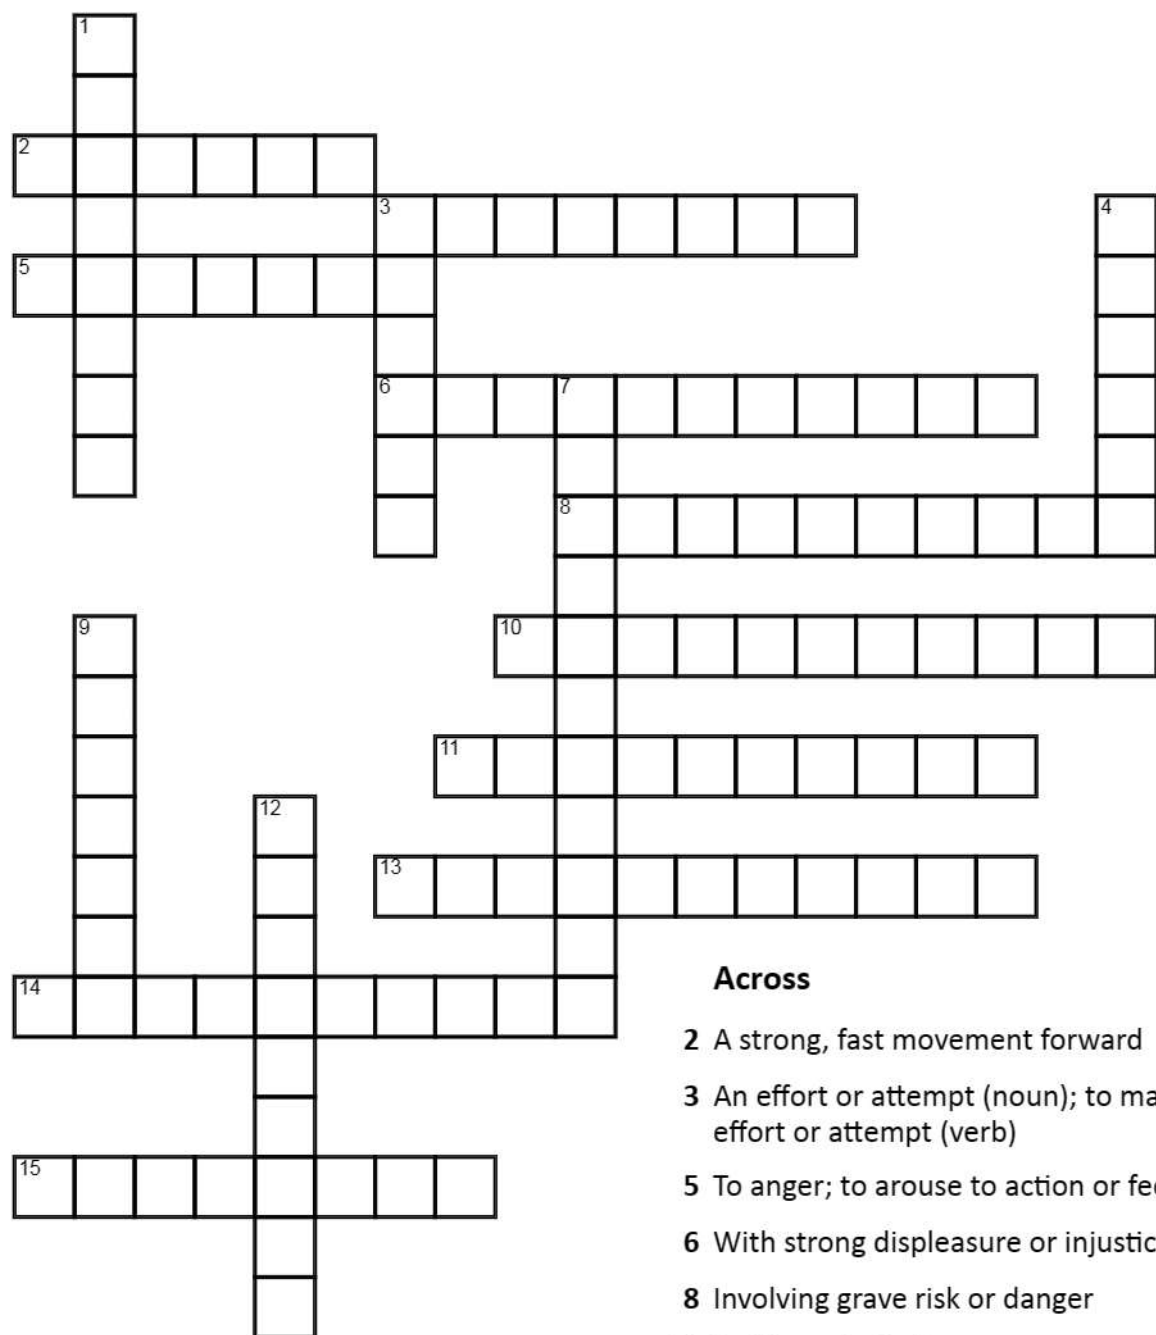 1
2
3
4
5
6
7
8
9
10
11
12
13
14
Across
2 A strong, fast movement forward
3 An effort or attempt (noun); to ma
effort or attempt (verb)
15
5 To anger; to arouse to action or fe
6 With strong displeasure or injustic
8 Involving grave risk or danger